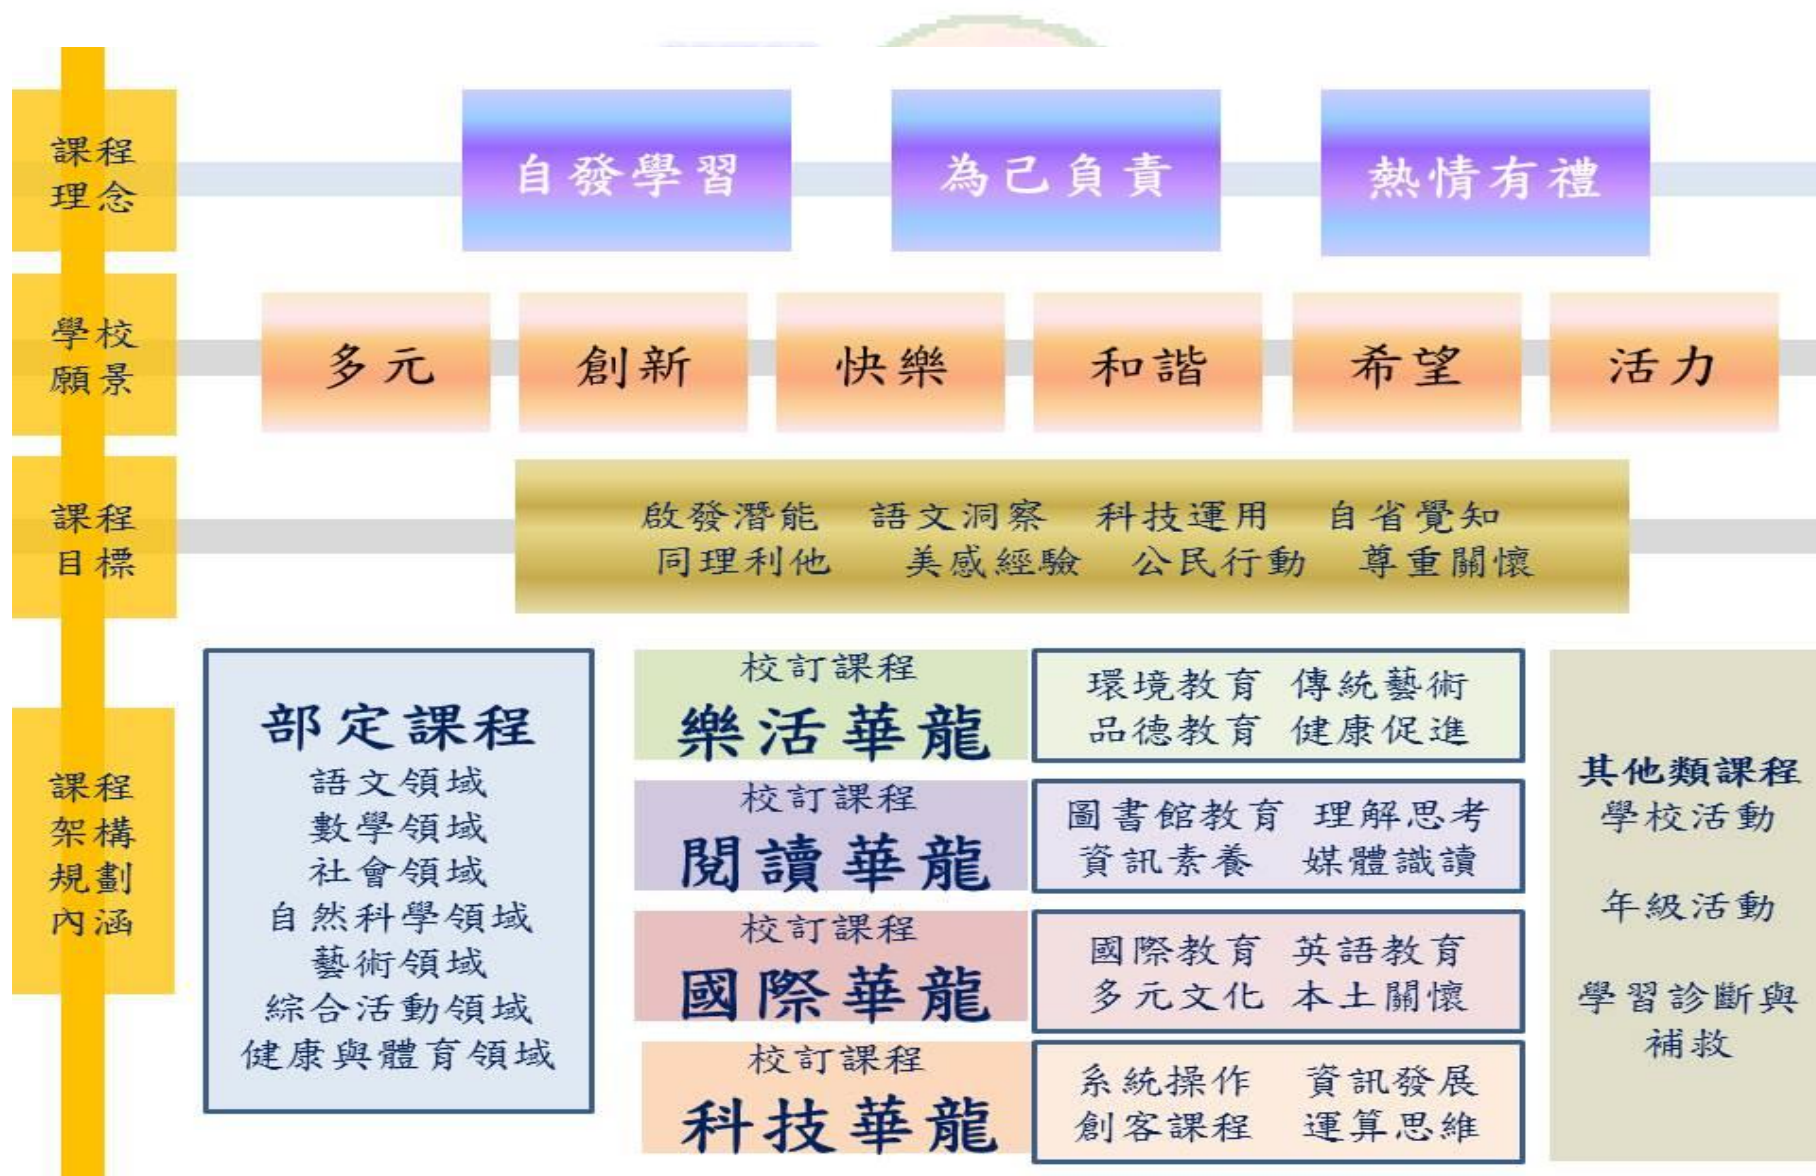 課程
理念
自發學習
為己負責
熱情有禮
學校
願景
多元
創新
快樂
和諧
希望
活力
課程
目標
啟發潛能 語文洞察 科技運用 自省覺知
同理利他 美感經驗 公民行動 尊重關懷
課程
架構
規劃
內涵
部定課程
語文領域
數學領域
社會領域
自然科學領域
藝術領域
綜合活動領域
健康與體育領域
校訂課程
樂活華龍
環境教育 傳統藝術
品德教育 健康促進
校訂課程
閱讀華龍
圖書館教育 理解思考
資訊素養 媒體識讀
校訂課程
國際華龍
國際教育 英語教育
多元文化 本土關懷
校訂課程
科技華龍
系統操作 資訊發展
創客課程 運算思維
其他類課程
學校活動
年級活動
學習診斷與
補救